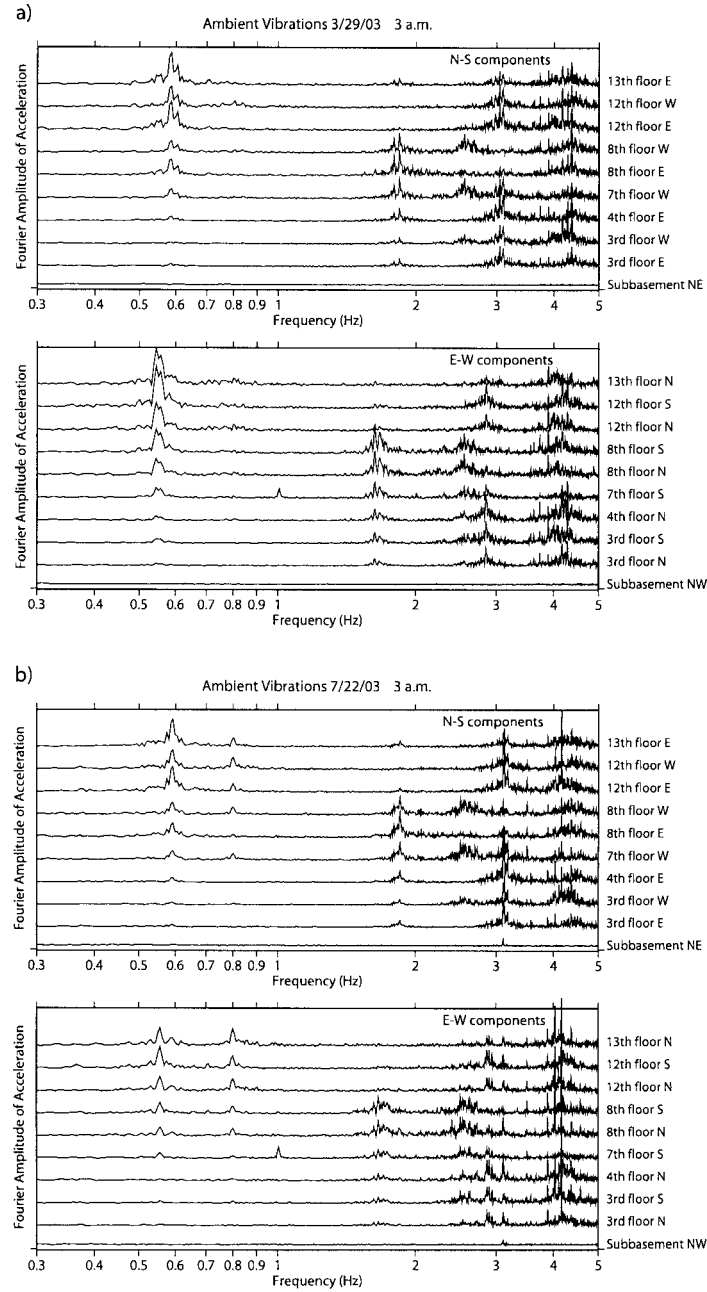 a)
Ambient Vibrations 3/29/03 3 a.m.
Fourier Amplitude of Acceleration
N-S components
13th floor E
12th floor W
12th floor E
8th floor W
8th floor E
7th floor W
4th floor E
3rd floor W
3rd floor E
Subbasement NE
0.3 0.4 0.5 0.6 0.7 0.8 0.9 1 2 3 4 5
Frequency (Hz)
Fourier Amplitude of Acceleration
E-W components
13th floor N
12th floor S
12th floor N
8th floor S
8th floor N
7th floor S
4th floor N
3rd floor S
3rd floor N
Subbasement NW
0.3 0.4 0.5 0.6 0.7 0.8 0.9 1 2 3 4 5
Frequency (Hz)
b)
Ambient Vibrations 7/22/03 3 a.m.
Fourier Amplitude of Acceleration
N-S components
13th floor E
12th floor W
12th floor E
8th floor W
8th floor E
7th floor W
4th floor E
3rd floor W
3rd floor E
Subbasement NE
0.3 0.4 0.5 0.6 0.7 0.8 0.9 1 2 3 4 5
Frequency (Hz)
Fourier Amplitude of Acceleration
E-W components
13th floor N
12th floor S
12th floor N
8th floor S
8th floor N
7th floor S
4th floor N
3rd floor S
3rd floor N
Subbasement NW
0.3 0.4 0.5 0.6 0.7 0.8 0.9 1 2 3 4 5
Frequency (Hz)